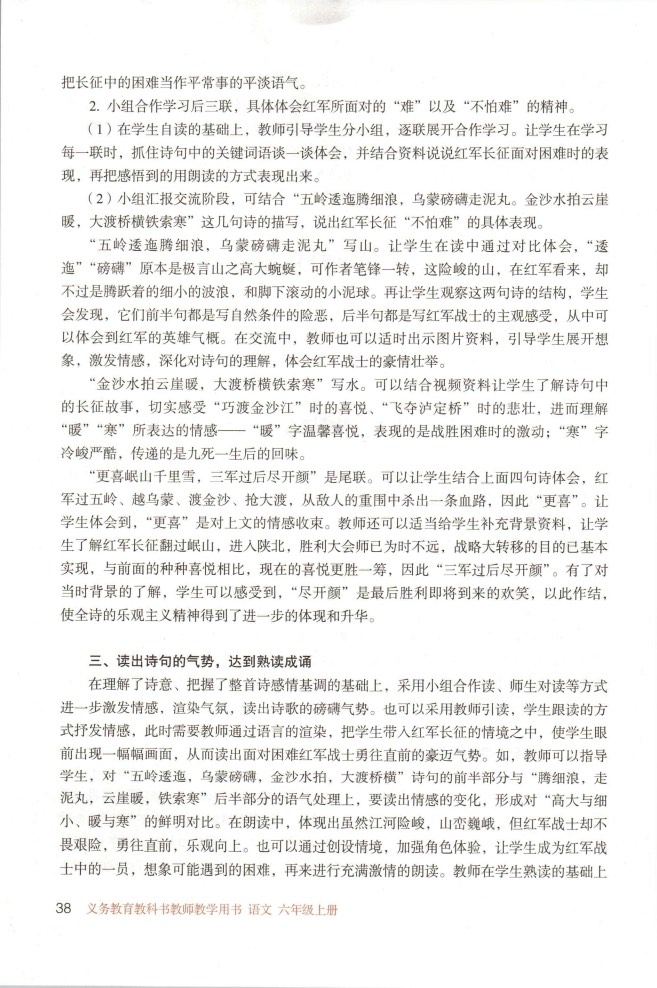 把长征中的困难当作平常事的平淡语气。
2. 小组合作学习后三联，具体体会红军所面对的“难”以及“不怕难”的精神。
（1）在学生自读的基础上，教师引导学生分小组，逐联展开合作学习。让学生在学习
每一联时，抓住诗句中的关键词语谈一谈体会，并结合资料说说红军长征面对困难时的表
现，再把感悟到的用朗读的方式表现出来。
（2）小组汇报交流阶段，可结合“五岭逶迤腾细浪，乌蒙磅礴走泥丸。金沙水拍云崖
暖，大渡桥横铁索寒”这几句诗的描写，说出红军长征“不怕难”的具体表现。
“五岭逶迤腾细浪，乌蒙磅礴走泥丸”写山。让学生在读中通过对比体会，“逶
迤”“磅礴”原本是极言山之高大蜿蜒，可作者笔锋一转，这险峻的山，在红军看来，却
不过是腾跃着的细小的波浪，和脚下滚动的小泥球。再让学生观察这两句诗的结构，学生
会发现，它们前半句都是写自然条件的险恶，后半句都是写红军战士的主观感受，从中可
以体会到红军的英雄气概。在交流中，教师也可以适时出示图片资料，引导学生展开想
象，激发情感，深化对诗句的理解，体会红军战士的豪情壮举。
“金沙水拍云崖暖，大渡桥横铁索寒”写水。可以结合视频资料让学生了解诗句中
的长征故事，切实感受“巧渡金沙江”时的喜悦、“飞夺泸定桥”时的悲壮，进而理解
“暖”“寒”所表达的情感——“暖”字温馨喜悦，表现的是战胜困难时的激动；“寒”字
冷峻严酷，传递的是九死一生后的回味。
“更喜岷山千里雪，三军过后尽开颜”是尾联。可以让学生结合上面四句诗体会，红
军过五岭、越乌蒙、渡金沙、抢大渡，从敌人的重围中杀出一条血路，因此“更喜”。让
学生体会到，“更喜”是对上文的情感收束。教师还可以适当给学生补充背景资料，让学
生了解红军长征翻过岷山，进入陕北，胜利大会师已为时不远，战略大转移的目的已基本
实现，与前面的种种喜悦相比，现在的喜悦更胜一筹，因此“三军过后尽开颜”。有了对
当时背景的了解，学生可以感受到，“尽开颜”是最后胜利即将到来的欢笑，以此作结，
使全诗的乐观主义精神得到了进一步的体现和升华。
三、读出诗句的气势，达到熟读成诵
在理解了诗意、把握了整首诗感情基调的基础上，采用小组合作读、师生对读等方式
进一步激发情感，渲染气氛，读出诗歌的磅礴气势。也可以采用教师引读，学生跟读的方
式抒发情感，此时需要教师通过语言的渲染，把学生带入红军长征的情境之中，使学生眼
前出现一幅幅画面，从而读出面对困难红军战士勇往直前的豪迈气势。如，教师可以指导
学生，对“五岭逶迤，乌蒙磅礴，金沙水拍，大渡桥横”诗句的前半部分与“腾细浪，走
泥丸，云崖暖，铁索寒”后半部分的语气处理上，要读出情感的变化，形成对“高大与细
小、暖与寒”的鲜明对比。在朗读中，体现出虽然江河险峻，山峦巍峨，但红军战士却不
畏艰险，勇往直前，乐观向上。也可以通过创设情境，加强角色体验，让学生成为红军战
士中的一员，想象可能遇到的困难，再来进行充满激情的朗读。教师在学生熟读的基础上
38 义务教育教科书教师教学用书 语文 六年级上册